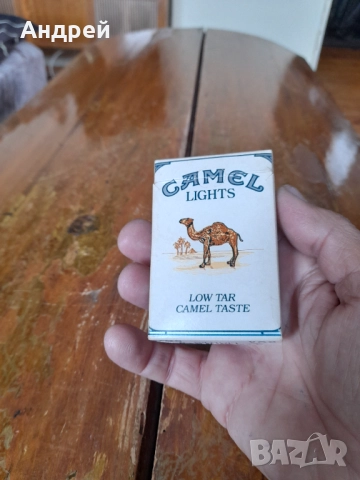 Андрей
CAMEL
LIGHTS
LOW TAR
CAMEL TASTE
BAZAR